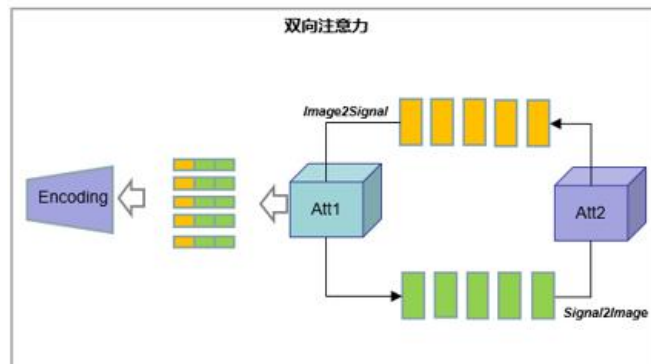 双向注意力
Image2Signal
Encoding
Att1
Att2
Signal2Image